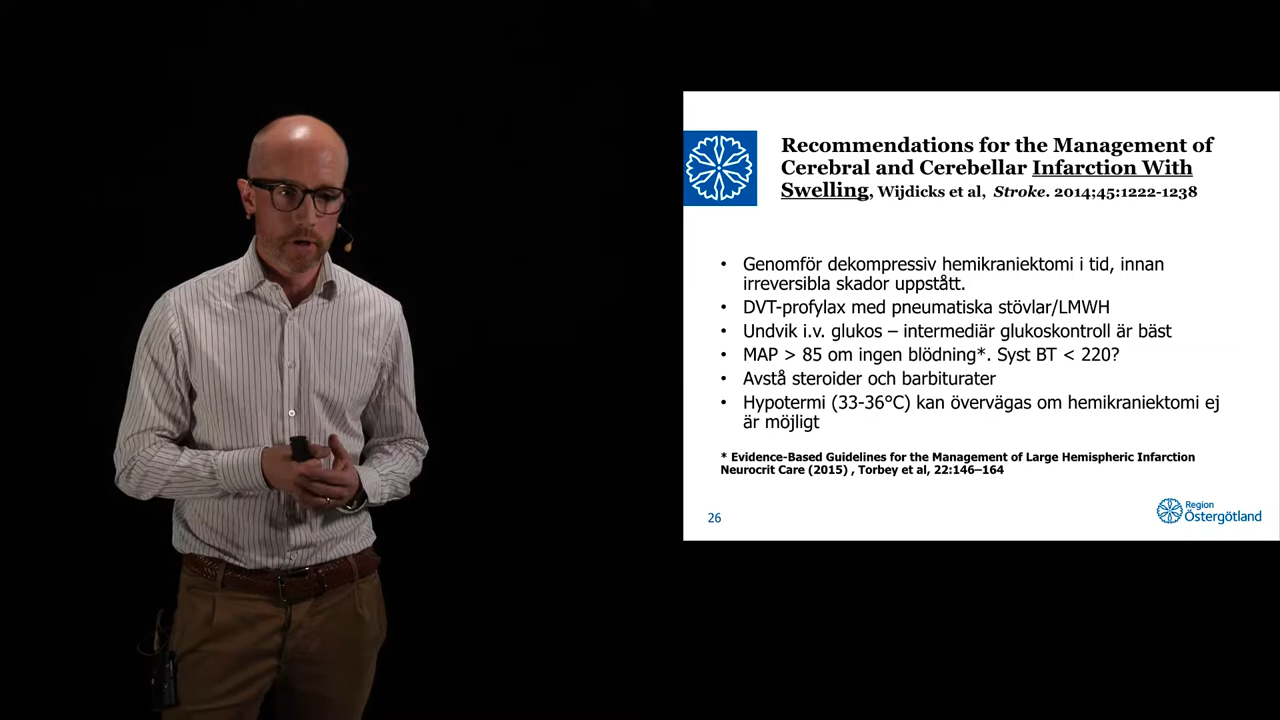 Recommendations for the Management of
Cerebral and Cerebellar Infarction With
Swelling, Wijdicks et al, Stroke. 2014;45:1222-1238
• Genomför dekompressiv hemikraniektomi i tid, innan
irreversibla skador uppstått.
• DVT-profylax med pneumatiska stövlar/LMWH
• Undvik i.v. glukos – intermediär glukoskontroll är bäst
• MAP > 85 om ingen blödning*. Syst BT < 220?
• Avstå steroider och barbiturater
• Hypotermi (33-36°C) kan övervägas om hemikraniektomi ej
är möjligt
* Evidence-Based Guidelines for the Management of Large Hemispheric Infarction
Neurocrit Care (2015) , Torbey et al, 22:146–164
26
Region
Östergötland